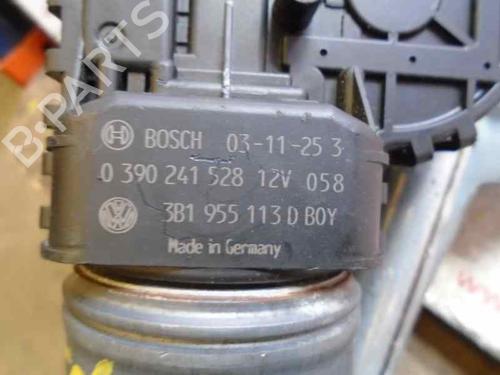 BOSCH 03-11-25 3
0 390 241 528 12V 058
3B1 955 113 D BOY
Made in Germany
B-Parts